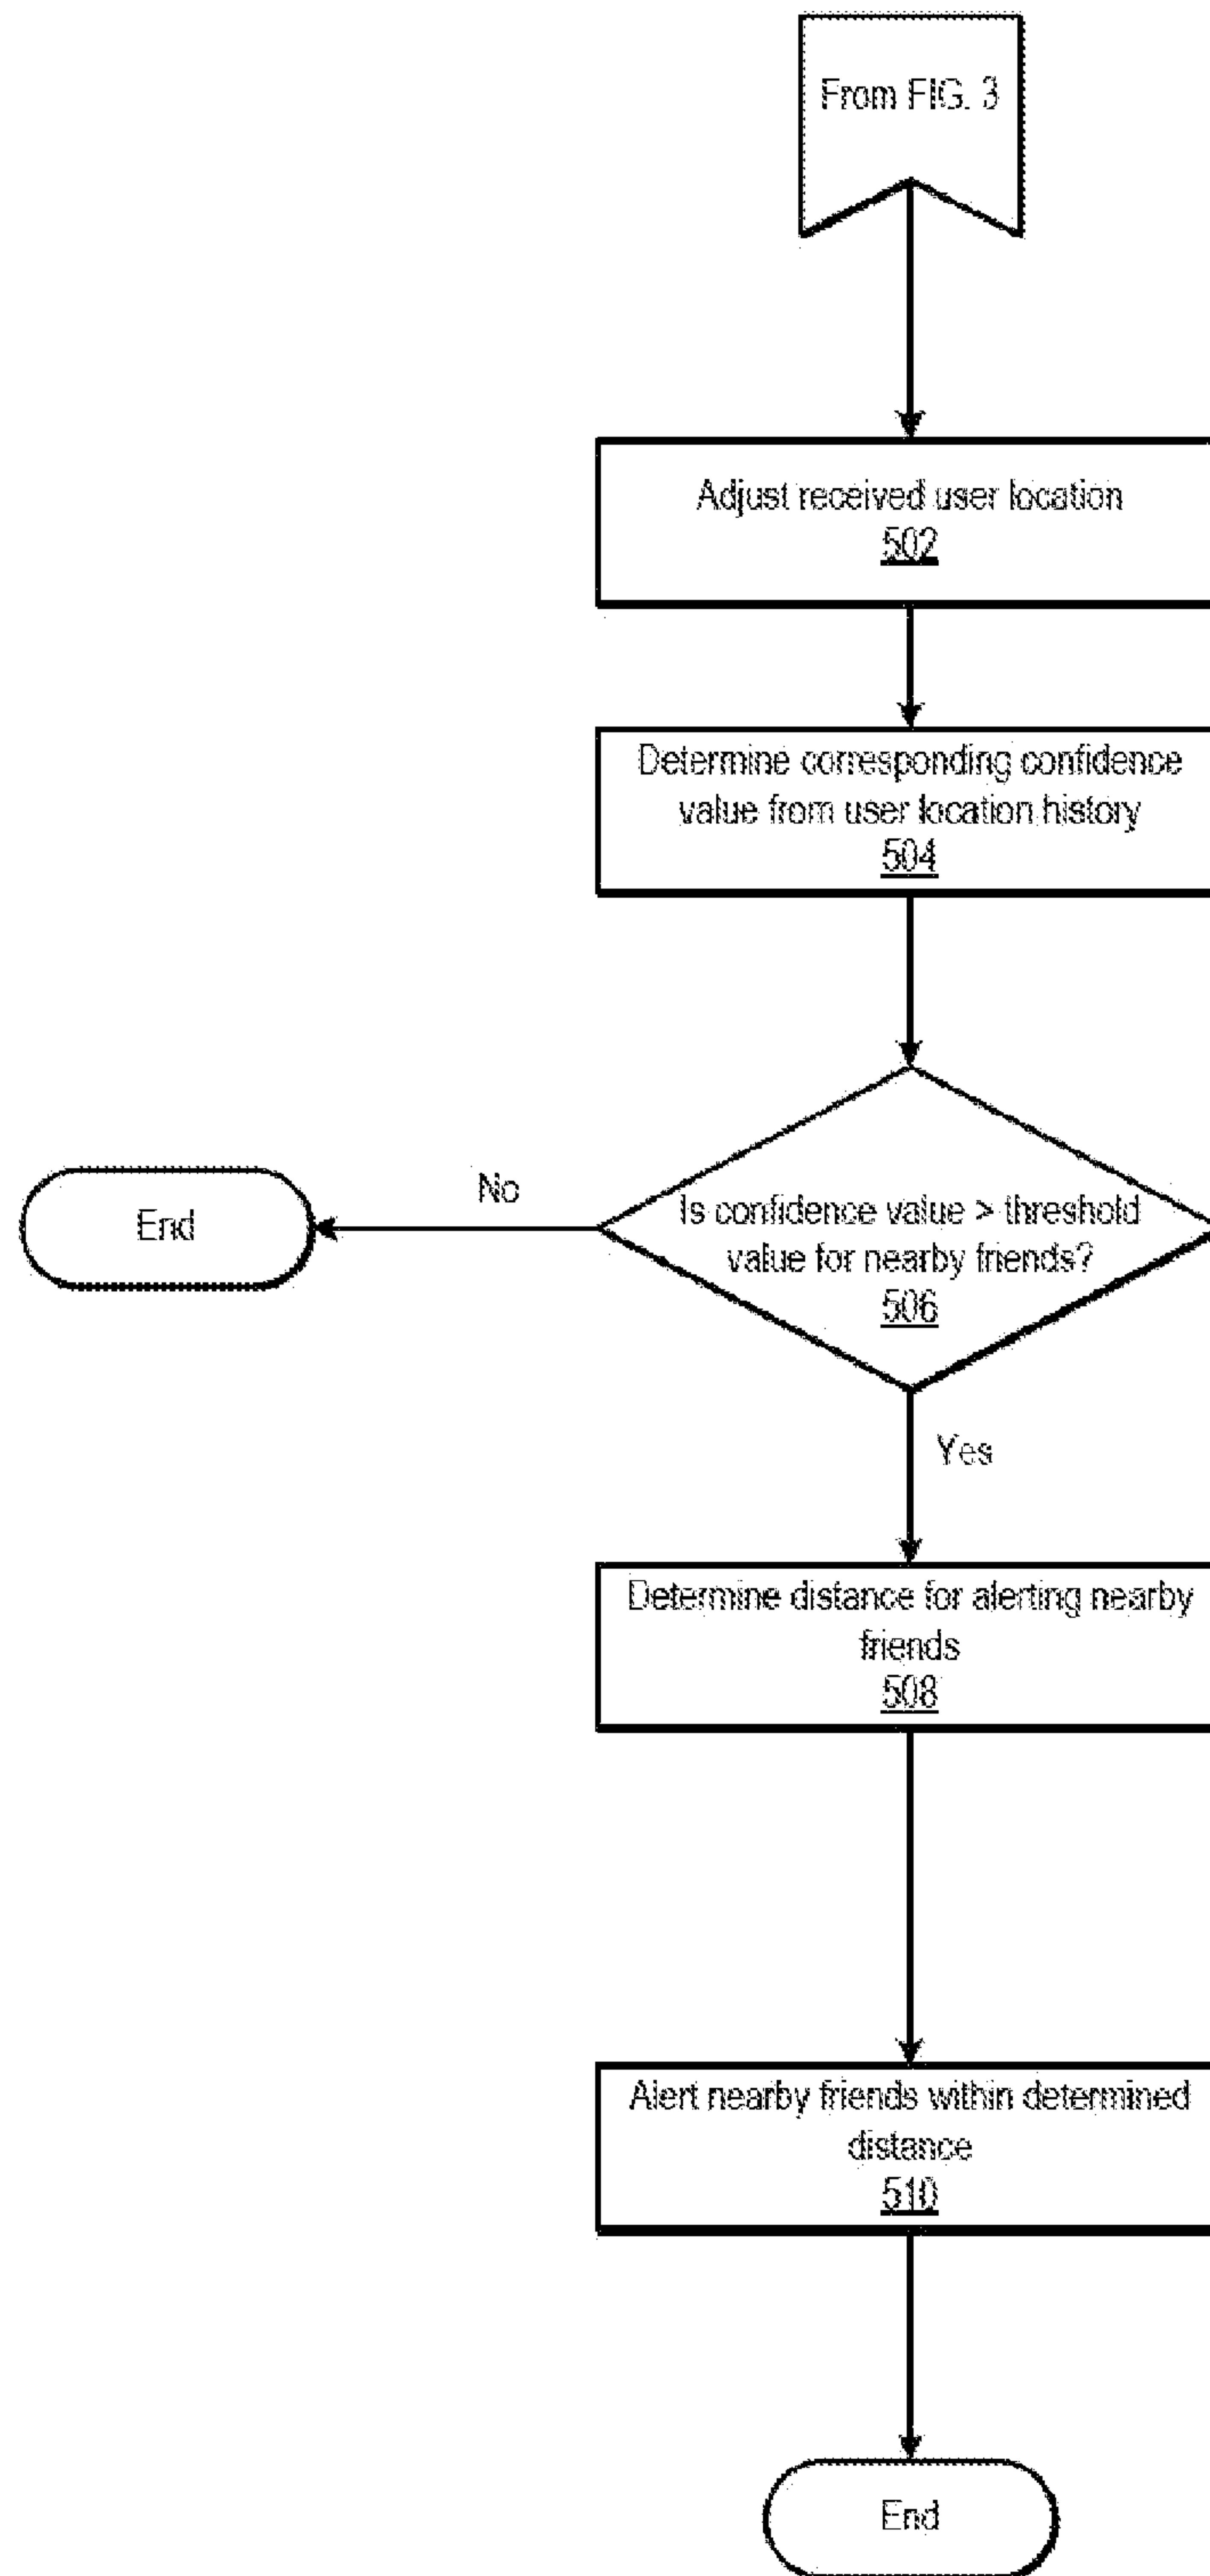 From FIG. 3
Adjust received user location
502
Determine corresponding confidence
value from user location history
504
Is confidence value > threshold
value for nearby friends?
506
No
End
Yes
Determine distance for alerting nearby
friends
508
Alert nearby friends within determined
distance
510
End